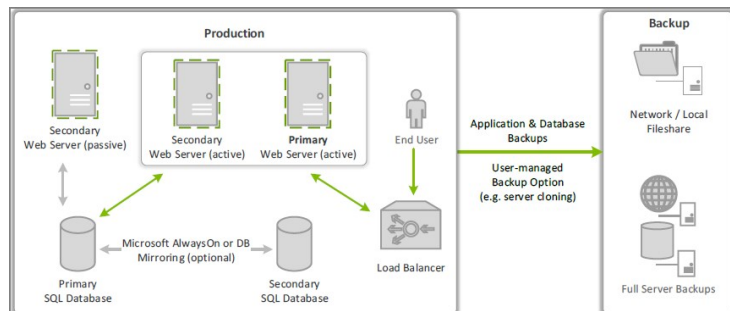 Production
Secondary
Web Server (passive)
Secondary
Web Server (active)
Primary
Web Server (active)
End User
Primary
SQL Database
Microsoft AlwaysOn or DB
Mirroring (optional)
Secondary
SQL Database
Load Balancer
Application & Database
Backups
User-managed
Backup Option
(e.g. server cloning)
Backup
Network / Local
Fileshare
Full Server Backups